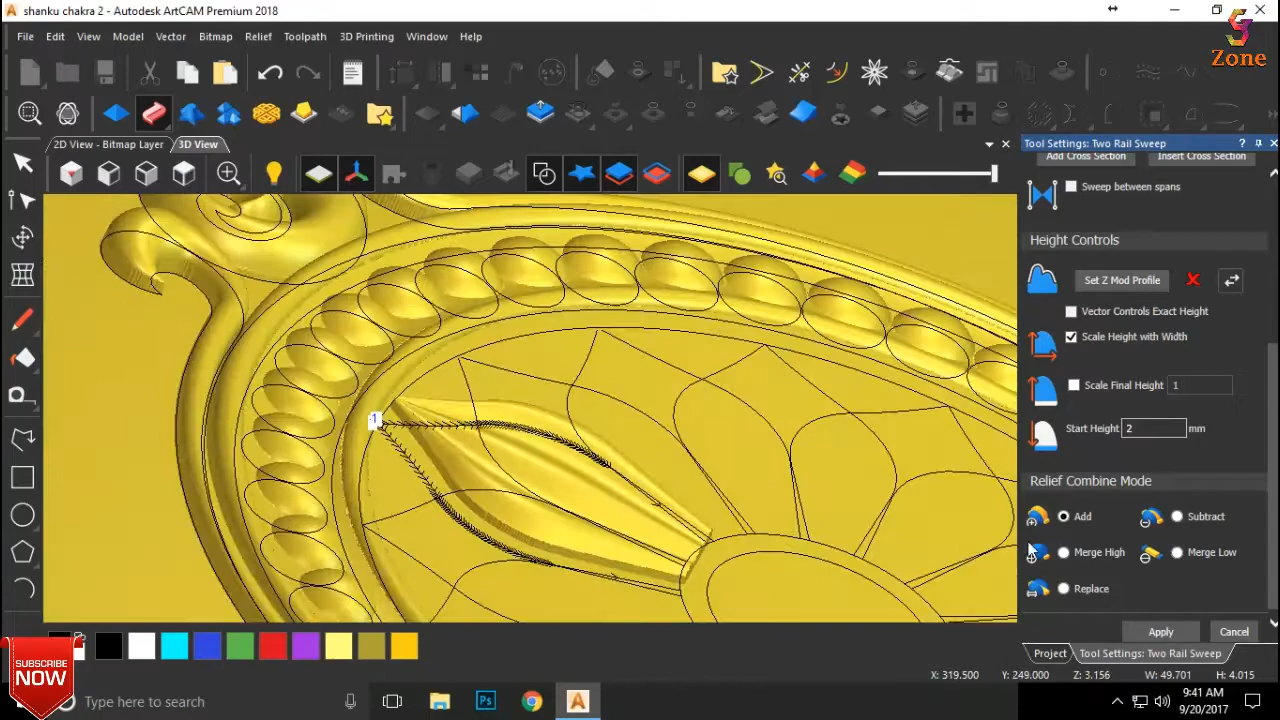 shanku chakra 2 - Autodesk ArtCAM Premium 2018
File Edit View Model Vector Bitmap Relief Toolpath 3D Printing Window Help
Zone
2D View - Bitmap Layer 3D View
Tool Settings: Two Rail Sweep
Add Cross Section Insert Cross Section
Sweep between spans
Height Controls
Set Z Mod Profile
Vector Controls Exact Height
Scale Height with Width
Scale Final Height 1
Start Height 2 mm
Relief Combine Mode
Add Subtract
Merge High Merge Low
Replace
Apply Cancel
Project Tool Settings: Two Rail Sweep
1
SUBSCRIBE
NOW
X: 319.500 Y: 249.000 Z: 3.156 W: 49.701 H: 4.015
Type here to search
9:41 AM
9/20/2017